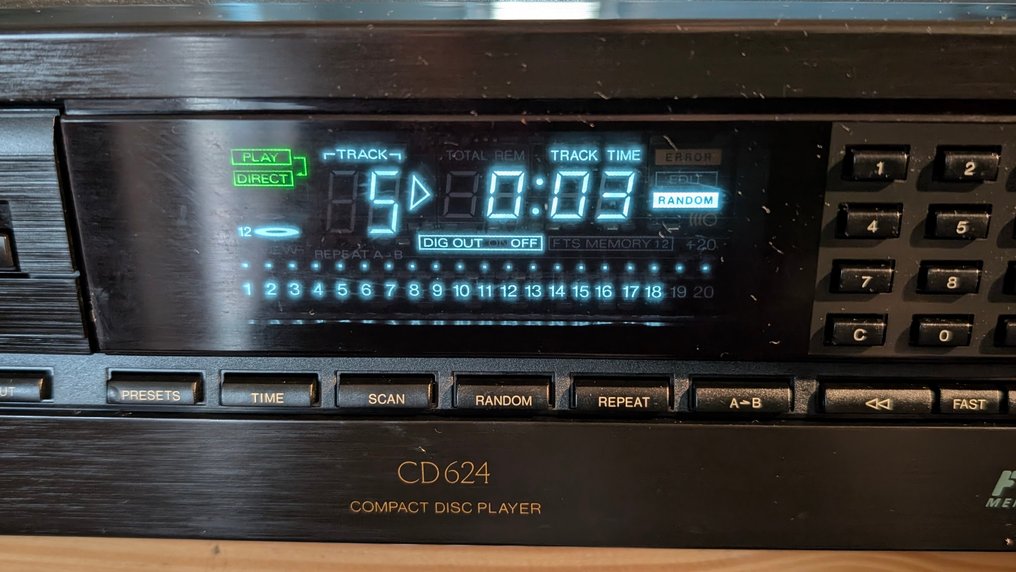 PLAY
DIRECT
TRACK
5
TOTAL REM
TRACK TIME
0:03
ERROR
EDIT
RANDOM
12
REPEAT A-B
DIG OUT ON OFF
FTS MEMORY 12
+20
1 2 3 4 5 6 7 8 9 10 11 12 13 14 15 16 17 18 19 20
1 2
4 5
7 8
C 0
PRESETS TIME SCAN RANDOM REPEAT A-B FAST
CD624
COMPACT DISC PLAYER